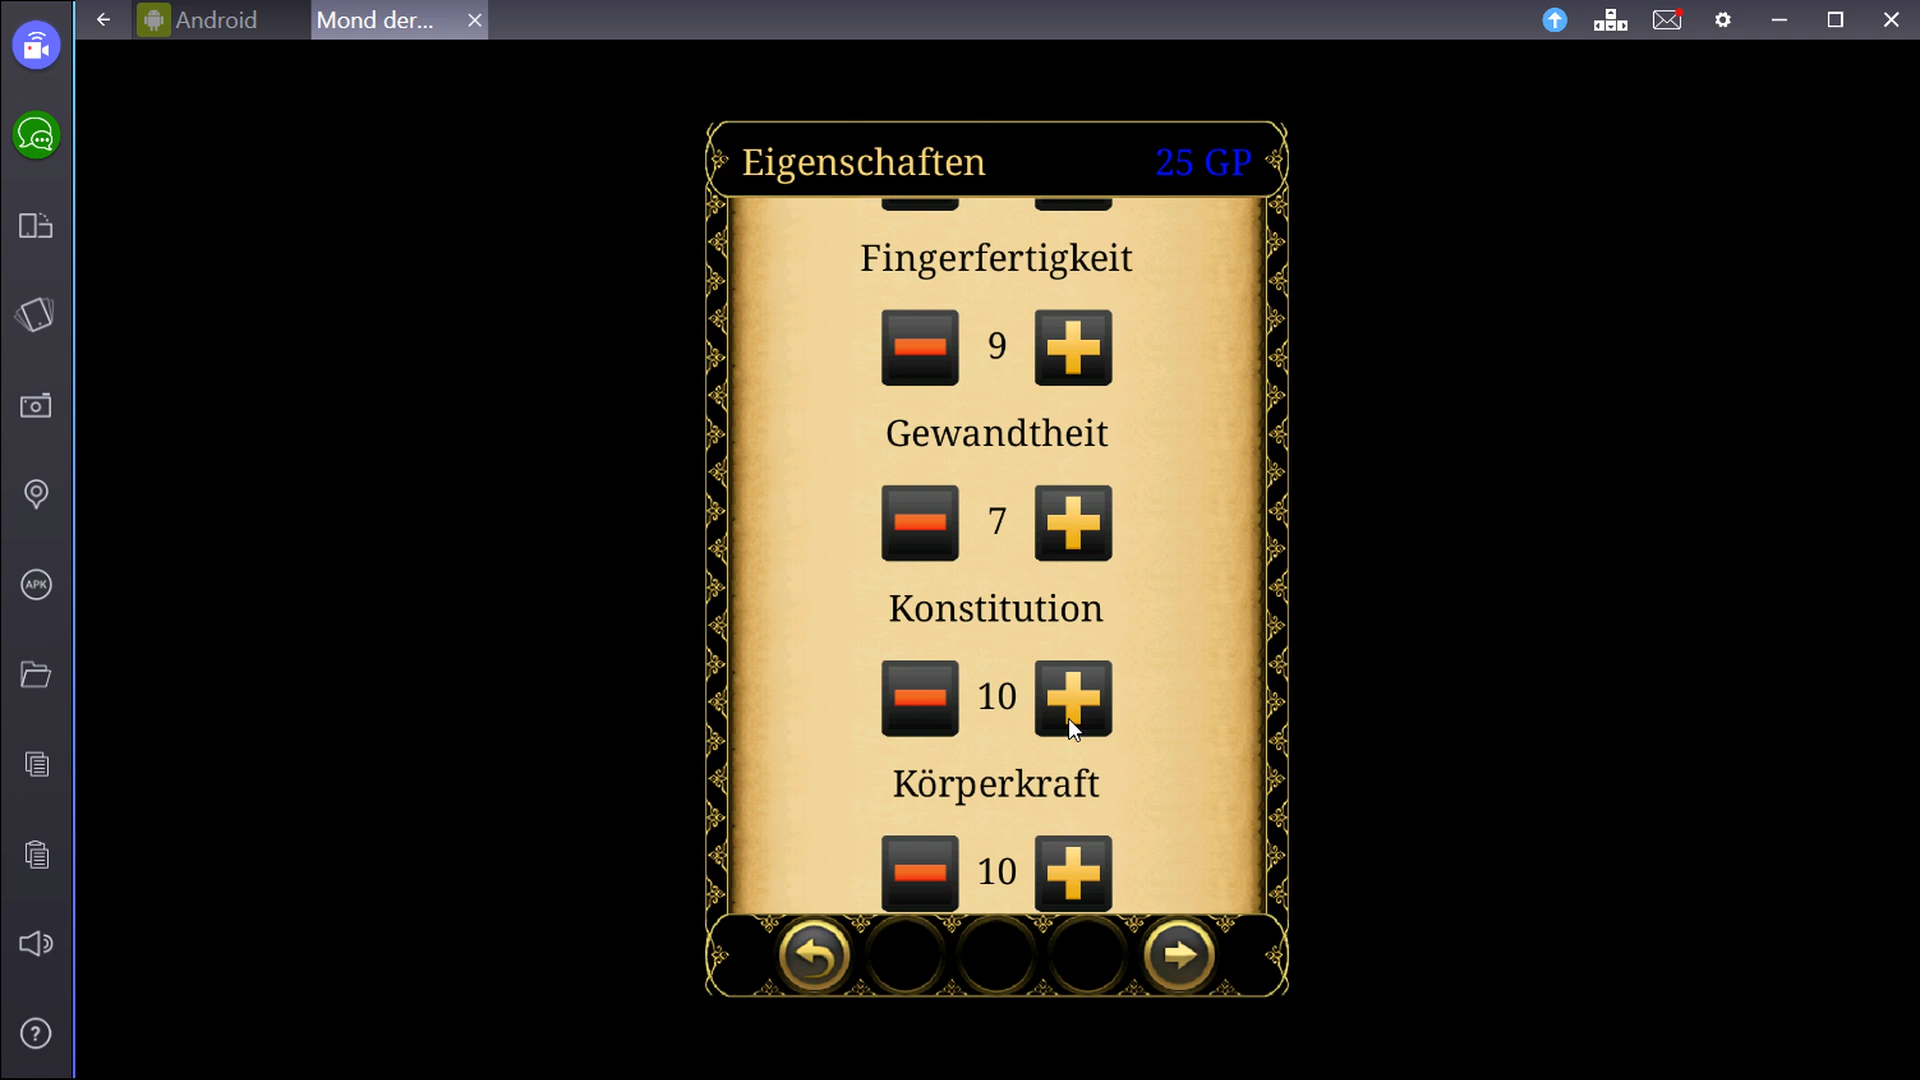 Android
Mond der...
Eigenschaften
25 GP
Fingerfertigkeit
9
Gewandtheit
7
Konstitution
10
APK
Körperkraft
10